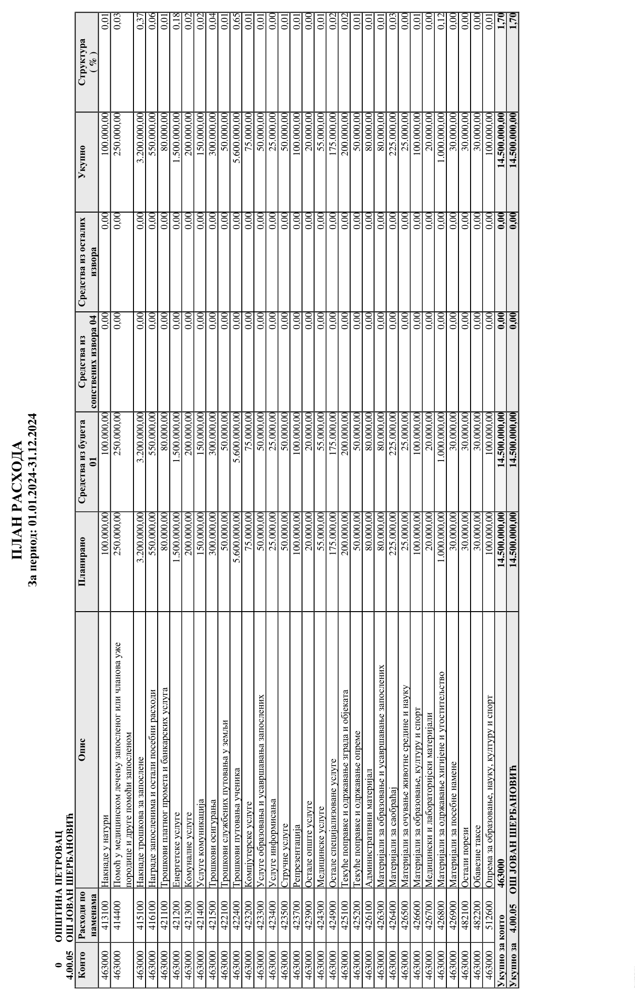 ПЛАН РАСХОДА
За период: 01.01.2024-31.12.2024
0 ОПШТИНА ПЕТРОВАЦ
4.00.05 ОШ ЈОВАН ШЕРБАНОВИЋ
Конто Расходи по наменама Опис Планирано Средства из буџета 01 Средства из сопствених извора 04 Средства из осталих извора Укупно Структура ( % )
463000 413100 Накнаде у натури 100.000,00 100.000,00 0,00 0,00 100.000,00 0,01
463000 414400 Помоћ у медицинском лечењу запосленог или чланова уже 250.000,00 250.000,00 0,00 0,00 250.000,00 0,03
породице и друге помоћи запосленом
463000 415100 Накнаде трошкова за запослене 3.200.000,00 3.200.000,00 0,00 0,00 3.200.000,00 0,37
463000 416100 Награде запосленима и остали посебни расходи 550.000,00 550.000,00 0,00 0,00 550.000,00 0,06
463000 421100 Трошкови платног промета и банкарских услуга 80.000,00 80.000,00 0,00 0,00 80.000,00 0,01
463000 421200 Енергетске услуге 1.500.000,00 1.500.000,00 0,00 0,00 1.500.000,00 0,18
463000 421300 Комуналне услуге 200.000,00 200.000,00 0,00 0,00 200.000,00 0,02
463000 421400 Услуге комуникација 150.000,00 150.000,00 0,00 0,00 150.000,00 0,02
463000 421500 Трошкови осигурања 300.000,00 300.000,00 0,00 0,00 300.000,00 0,04
463000 422100 Трошкови службених путовања у земљи 50.000,00 50.000,00 0,00 0,00 50.000,00 0,01
463000 422400 Трошкови путовања ученика 5.600.000,00 5.600.000,00 0,00 0,00 5.600.000,00 0,65
463000 423200 Компјутерске услуге 75.000,00 75.000,00 0,00 0,00 75.000,00 0,01
463000 423300 Услуге образовања и усавршавања запослених 50.000,00 50.000,00 0,00 0,00 50.000,00 0,01
463000 423400 Услуге информисања 25.000,00 25.000,00 0,00 0,00 25.000,00 0,00
463000 423500 Стручне услуге 50.000,00 50.000,00 0,00 0,00 50.000,00 0,01
463000 423700 Репрезентација 100.000,00 100.000,00 0,00 0,00 100.000,00 0,01
463000 423900 Остале опште услуге 20.000,00 20.000,00 0,00 0,00 20.000,00 0,00
463000 424300 Медицинске услуге 55.000,00 55.000,00 0,00 0,00 55.000,00 0,01
463000 424900 Остале специјализоване услуге 175.000,00 175.000,00 0,00 0,00 175.000,00 0,02
463000 425100 Текуће поправке и одржавање зграда и објеката 200.000,00 200.000,00 0,00 0,00 200.000,00 0,02
463000 425200 Текуће поправке и одржавање опреме 50.000,00 50.000,00 0,00 0,00 50.000,00 0,01
463000 426100 Административни материјал 80.000,00 80.000,00 0,00 0,00 80.000,00 0,01
463000 426300 Материјали за образовање и усавршавање запослених 80.000,00 80.000,00 0,00 0,00 80.000,00 0,01
463000 426400 Материјали за саобраћај 225.000,00 225.000,00 0,00 0,00 225.000,00 0,03
463000 426500 Материјали за очување животне средине и науку 25.000,00 25.000,00 0,00 0,00 25.000,00 0,00
463000 426600 Материјали за образовање, културу и спорт 100.000,00 100.000,00 0,00 0,00 100.000,00 0,01
463000 426700 Медицински и лабораторијски материјали 20.000,00 20.000,00 0,00 0,00 20.000,00 0,00
463000 426800 Материјали за одржавање хигијене и угоститељство 1.000.000,00 1.000.000,00 0,00 0,00 1.000.000,00 0,12
463000 426900 Материјали за посебне намене 30.000,00 30.000,00 0,00 0,00 30.000,00 0,00
463000 482100 Остали порези 30.000,00 30.000,00 0,00 0,00 30.000,00 0,00
463000 482200 Обавезне таксе 30.000,00 30.000,00 0,00 0,00 30.000,00 0,00
463000 512600 Опрема за образовање, науку, културу и спорт 100.000,00 100.000,00 0,00 0,00 100.000,00 0,01
Укупно за конто 463000 14.500.000,00 14.500.000,00 0,00 0,00 14.500.000,00 1,70
Укупно за 4.00.05 ОШ ЈОВАН ШЕРБАНОВИЋ 14.500.000,00 14.500.000,00 0,00 0,00 14.500.000,00 1,70